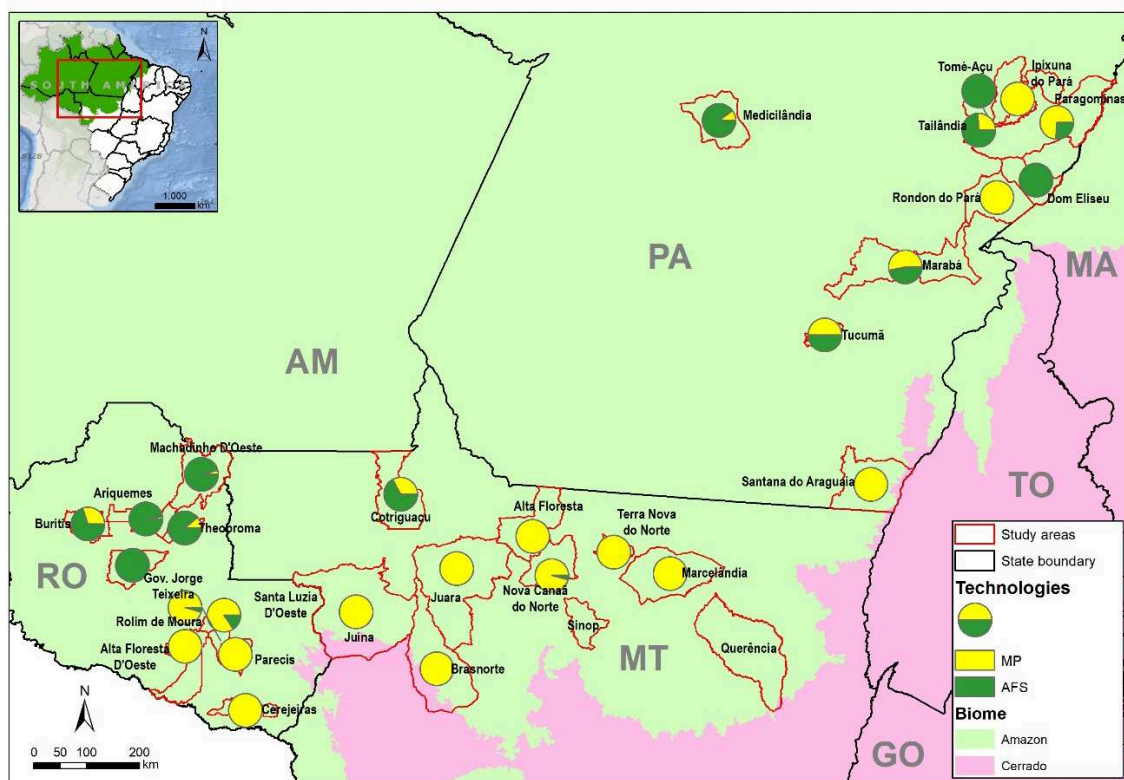 N
SOUTH AMERICA
1.000
km
Tomé-Açu
Ipixuna
do Pará
Paragominas
Tailândia
Medicilândia
Dom Eliseu
Rondon do Pará
PA
MA
Marabá
Tucumã
AM
Machadinho D'Oeste
Ariquemes
Buritis
Theobroma
Cotriguaçu
Alta Floresta
Terra Nova
do Norte
Santana do Araguaia
TO
RO
Gov. Jorge
Teixeira
Santa Luzia
D'Oeste
Rolim de Moura
Juara
Nova Canaã
do Norte
Marcelândia
Juína
Sinop
Querência
Alta Floresta
D'Oeste
Parecis
Brasnorte
MT
Cerejeiras
GO
N
0 50 100 200
km
Study areas
State boundary
Technologies
MP
AFS
Biome
Amazon
Cerrado